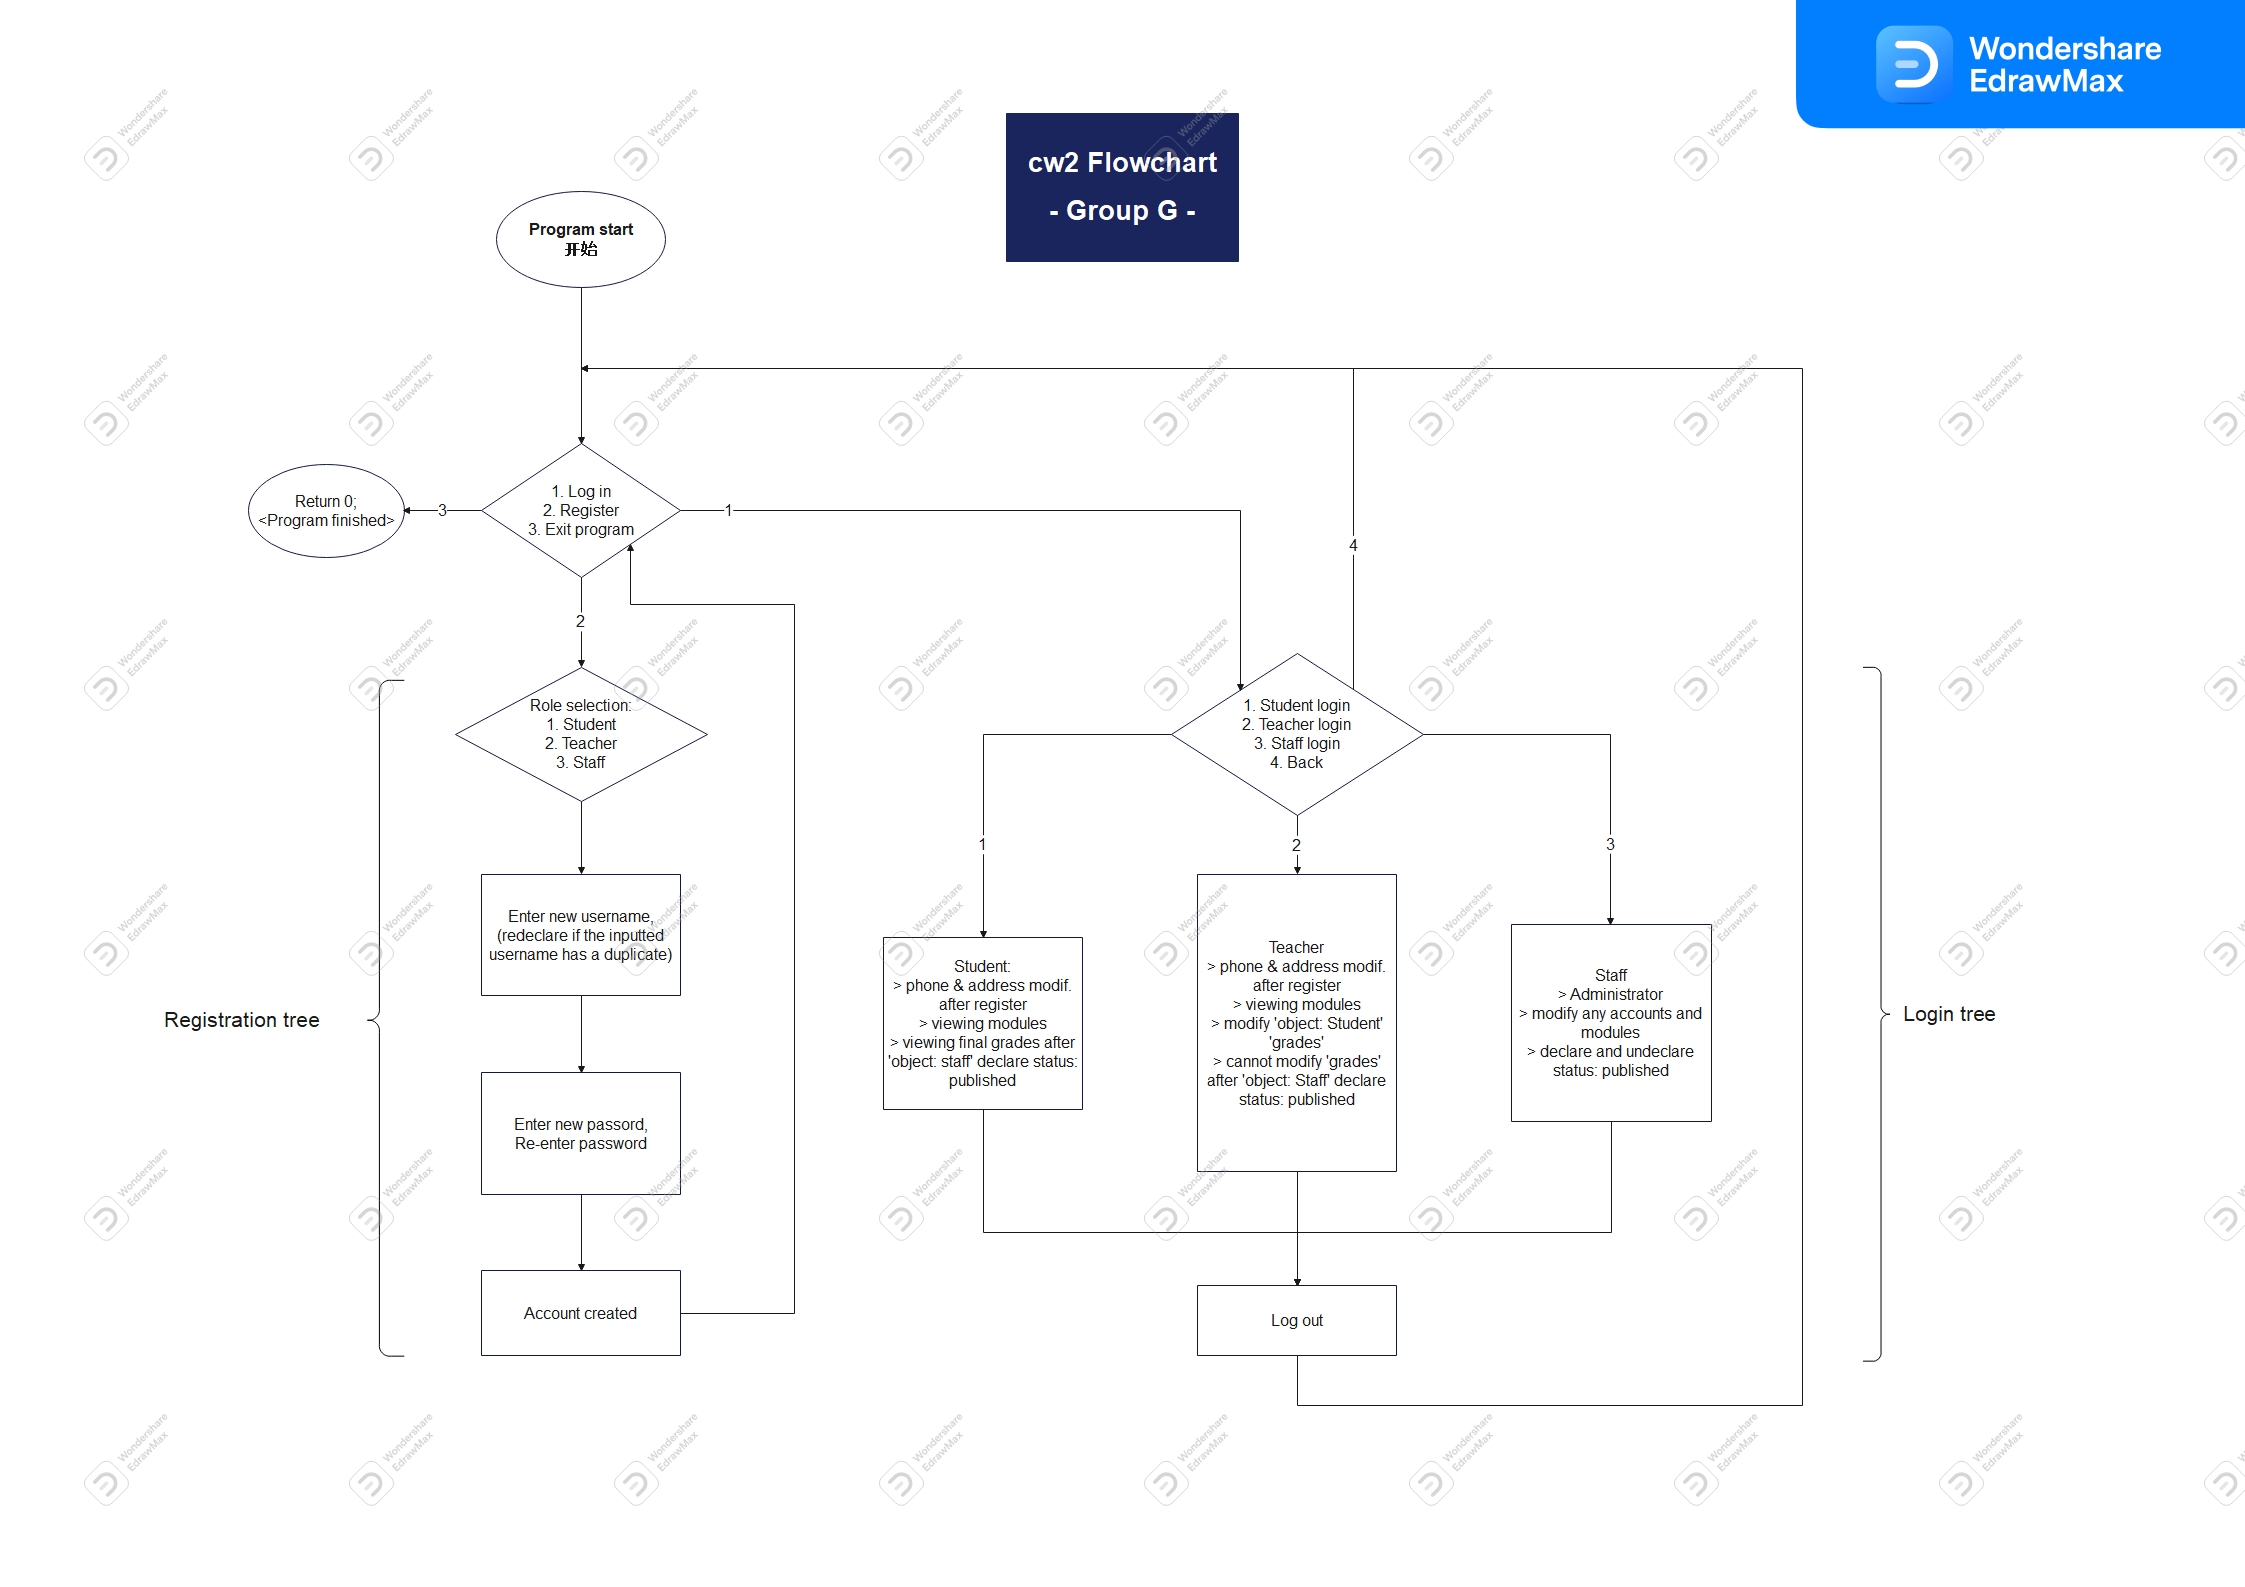 Wondershare
EdrawMax
cw2 Flowchart
- Group G -
Program start
开始
1. Log in
2. Register
3. Exit program
3
Return 0;
<Program finished>
1
2
4
Role selection:
1. Student
2. Teacher
3. Staff
Enter new username,
(redeclare if the inputted
username has a duplicate)
Enter new passord,
Re-enter password
Account created
Registration tree
1. Student login
2. Teacher login
3. Staff login
4. Back
1
2
3
Student:
> phone & address modif.
after register
> viewing modules
> viewing final grades after
'object: staff' declare status:
published
Teacher
> phone & address modif.
after register
> viewing modules
> modify 'object: Student'
'grades'
> cannot modify 'grades'
after 'object: Staff' declare
status: published
Staff
> Administrator
> modify any accounts and
modules
> declare and undeclare
status: published
Log out
Login tree